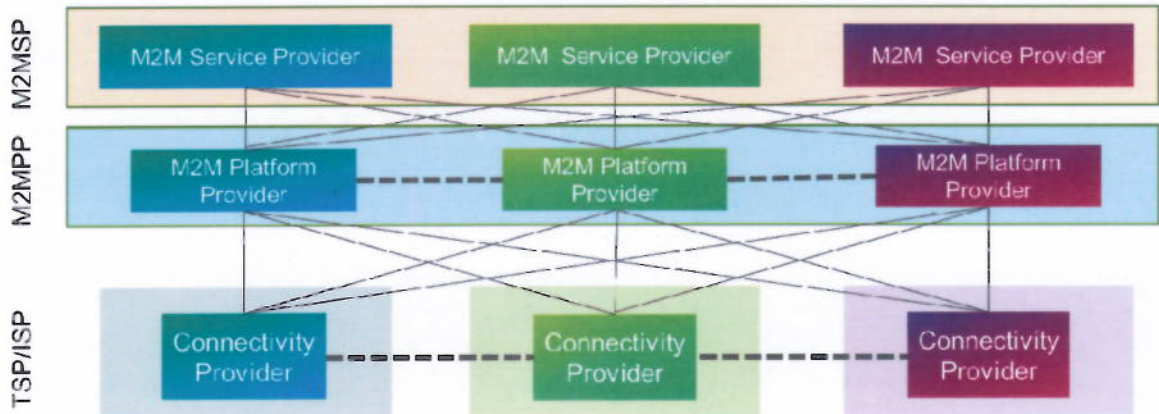 M2MSP
M2M Service Provider
M2M Service Provider
M2M Service Provider
M2MPP
M2M Platform
Provider
M2M Platform
Provider
M2M Platform
Provider
TSP/ISP
Connectivity
Provider
Connectivity
Provider
Connectivity
Provider